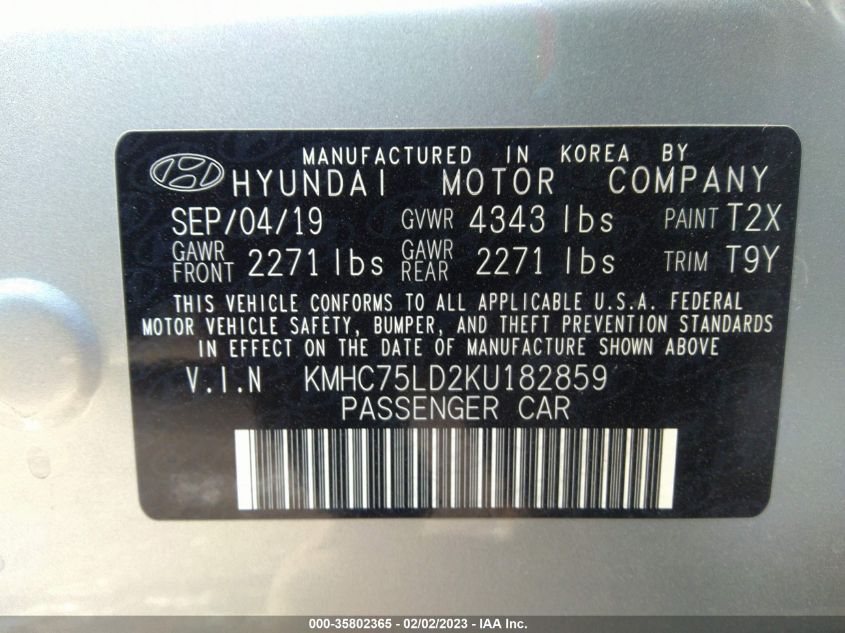 MANUFACTURED IN KOREA BY
HYUNDAI MOTOR COMPANY
SEP/04/19 GVWR 4343 lbs PAINT T2X
GAWR FRONT 2271 lbs GAWR REAR 2271 lbs TRIM T9Y
THIS VEHICLE CONFORMS TO ALL APPLICABLE U.S.A. FEDERAL
MOTOR VEHICLE SAFETY, BUMPER, AND THEFT PREVENTION STANDARDS
IN EFFECT ON THE DATE OF MANUFACTURE SHOWN ABOVE
V.I.N KMHC75LD2KU182859
PASSENGER CAR
000-35802365 - 02/02/2023 - IAA Inc.